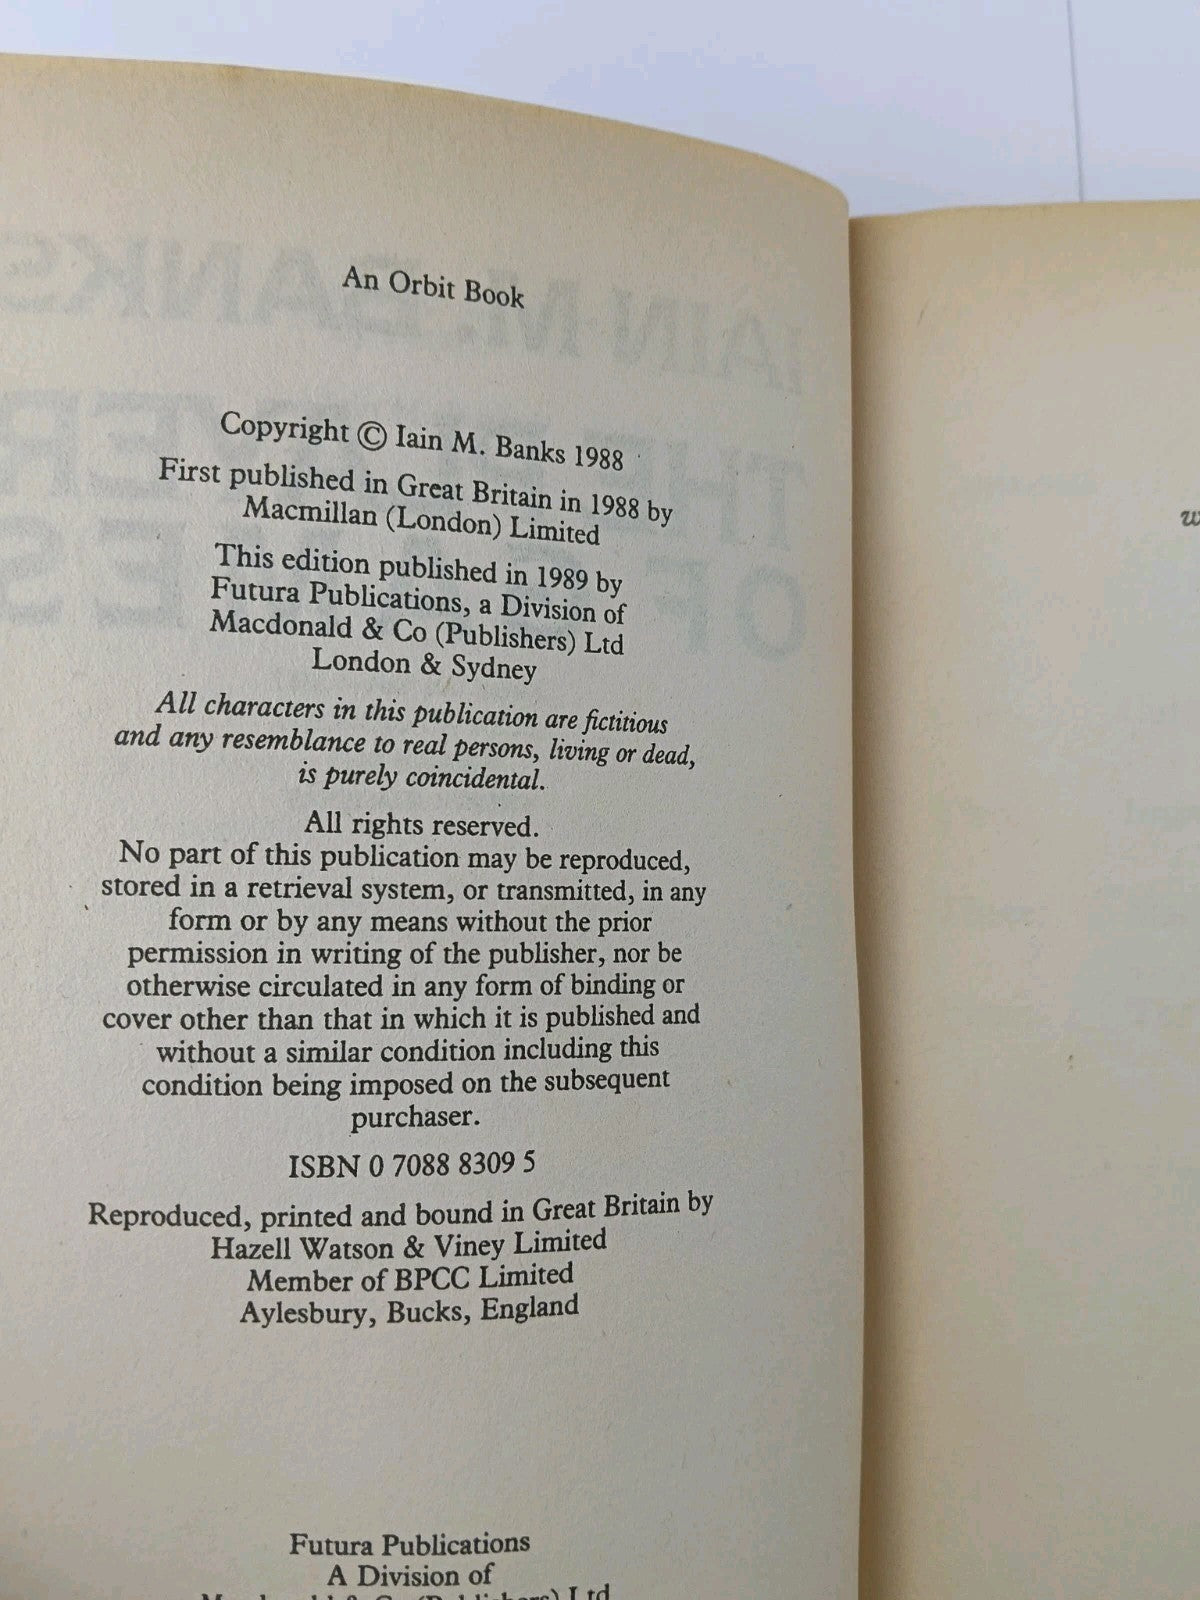 An Orbit Book
Copyright © Iain M. Banks 1988
First published in Great Britain in 1988 by
Macmillan (London) Limited
This edition published in 1989 by
Futura Publications, a Division of
Macdonald & Co (Publishers) Ltd
London & Sydney
All characters in this publication are fictitious
and any resemblance to real persons, living or dead,
is purely coincidental.
All rights reserved.
No part of this publication may be reproduced,
stored in a retrieval system, or transmitted, in any
form or by any means without the prior
permission in writing of the publisher, nor be
otherwise circulated in any form of binding or
cover other than that in which it is published and
without a similar condition including this
condition being imposed on the subsequent
purchaser.
ISBN 0 7088 8309 5
Reproduced, printed and bound in Great Britain by
Hazell Watson & Viney Limited
Member of BPCC Limited
Aylesbury, Bucks, England
Futura Publications
A Division of
Macdonald & Co (Publishers) Ltd